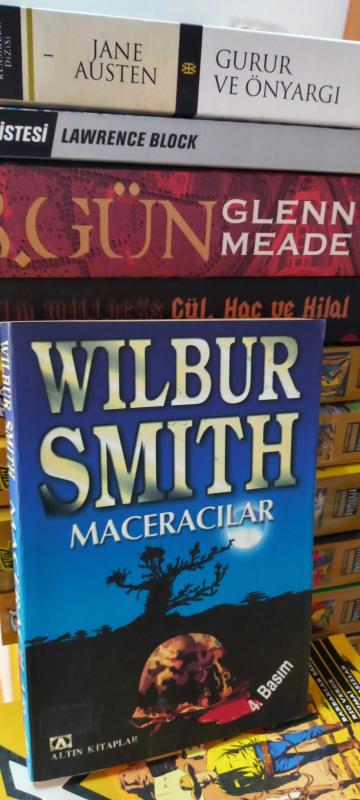 JANE
AUSTEN
GURUR
VE ÖNYARGI
LAWRENCE BLOCK
8.GÜN
GLENN
MEADE
Gül, Haç ve Hilal
WILBUR
SMITH
MACERACILAR
4. Basım
ALTIN KİTAPLAR
WILBUR SMITH